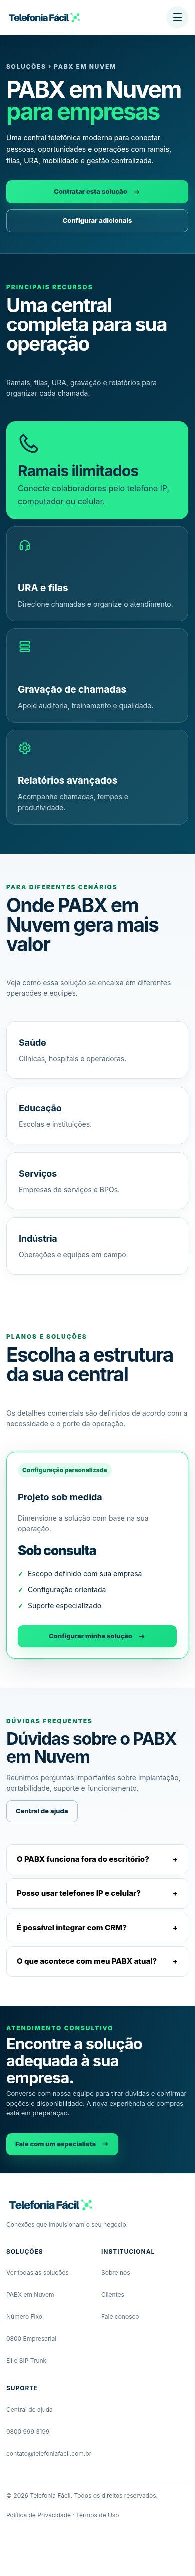 Telefonia Fácil
SOLUÇÕES › PABX EM NUVEM
PABX em Nuvem
para empresas
Uma central telefônica moderna para conectar
pessoas, oportunidades e operações com ramais,
filas, URA, mobilidade e gestão centralizada.
Contratar esta solução →
Configurar adicionais
PRINCIPAIS RECURSOS
Uma central
completa para sua
operação
Ramais, filas, URA, gravação e relatórios para
organizar cada chamada.
Ramais ilimitados
Conecte colaboradores pelo telefone IP,
computador ou celular.
URA e filas
Direcione chamadas e organize o atendimento.
Gravação de chamadas
Apoie auditoria, treinamento e qualidade.
Relatórios avançados
Acompanhe chamadas, tempos e
produtividade.
PARA DIFERENTES CENÁRIOS
Onde PABX em
Nuvem gera mais
valor
Veja como essa solução se encaixa em diferentes
operações e equipes.
Saúde
Clínicas, hospitais e operadoras.
Educação
Escolas e instituições.
Serviços
Empresas de serviços e BPOs.
Indústria
Operações e equipes em campo.
PLANOS E SOLUÇÕES
Escolha a estrutura
da sua central
Os detalhes comerciais são definidos de acordo com a
necessidade e o porte da operação.
Configuração personalizada
Projeto sob medida
Dimensione a solução com base na sua
operação.
Sob consulta
✓ Escopo definido com sua empresa
✓ Configuração orientada
✓ Suporte especializado
Configurar minha solução →
DÚVIDAS FREQUENTES
Dúvidas sobre o PABX
em Nuvem
Reunimos perguntas importantes sobre implantação,
portabilidade, suporte e funcionamento.
Central de ajuda
O PABX funciona fora do escritório? +
Posso usar telefones IP e celular? +
É possível integrar com CRM? +
O que acontece com meu PABX atual? +
ATENDIMENTO CONSULTIVO
Encontre a solução
adequada à sua
empresa.
Converse com nossa equipe para tirar dúvidas e confirmar
opções e disponibilidade. A nova experiência de compras
está em preparação.
Fale com um especialista →
Telefonia Fácil
Conexões que impulsionam o seu negócio.
SOLUÇÕES
Ver todas as soluções
PABX em Nuvem
Número Fixo
0800 Empresarial
E1 e SIP Trunk
INSTITUCIONAL
Sobre nós
Clientes
Fale conosco
SUPORTE
Central de ajuda
0800 999 3199
contato@telefoniafacil.com.br
© 2026 Telefonia Fácil. Todos os direitos reservados.
Política de Privacidade · Termos de Uso